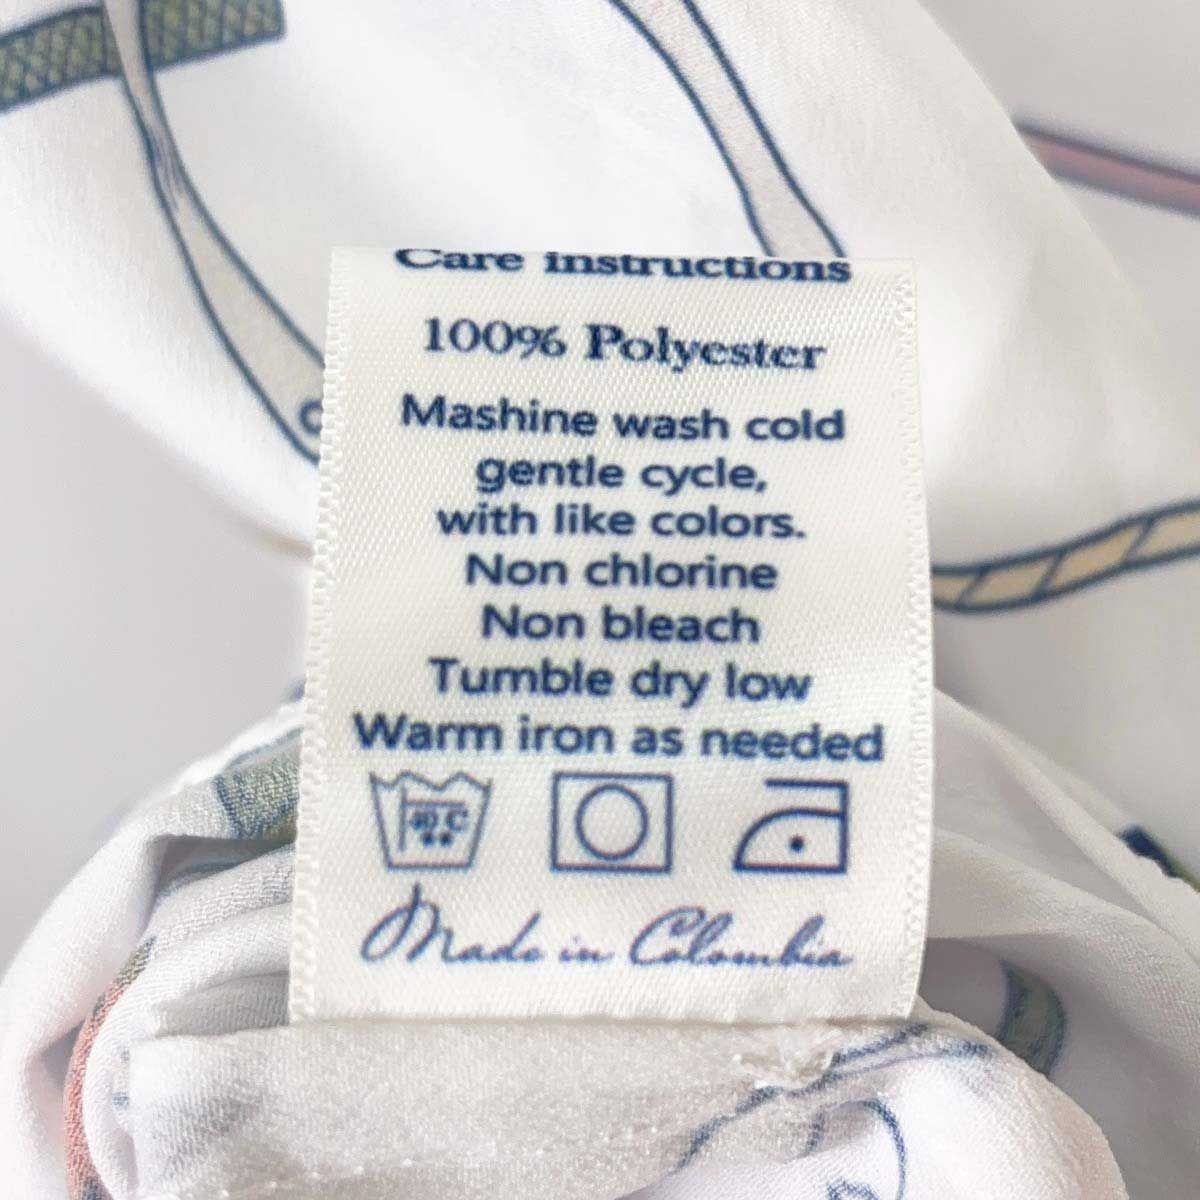 Care instructions
100% Polyester
Mashine wash cold
gentle cycle,
with like colors.
Non chlorine
Non bleach
Tumble dry low
Warm iron as needed
40 C
Made in Colombia